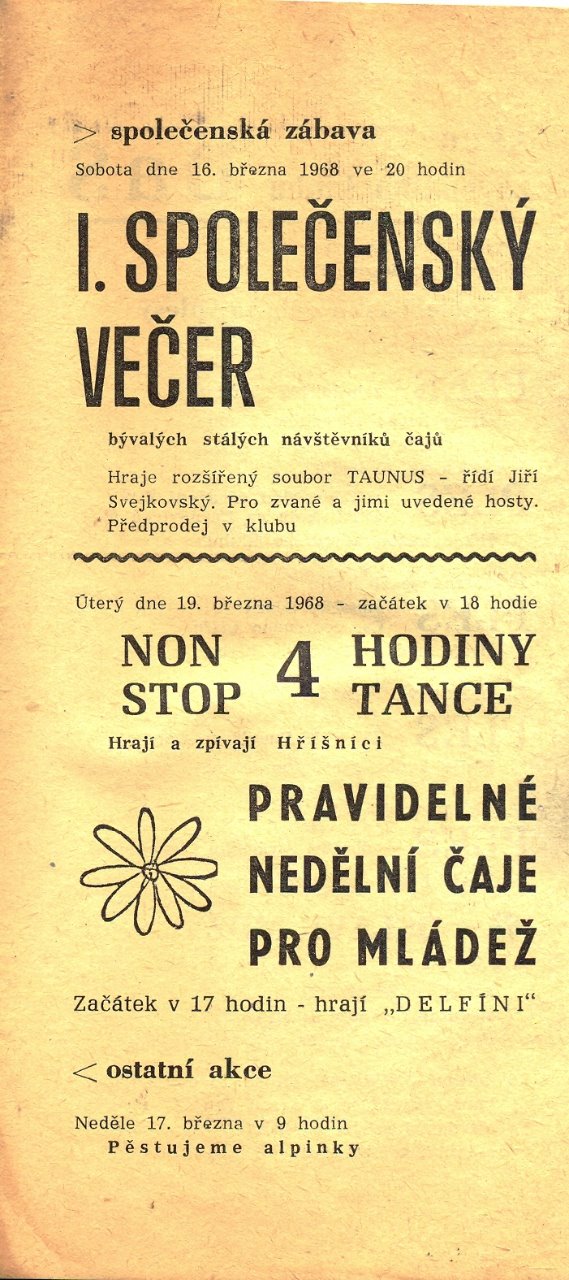 > společenská zábava
Sobota dne 16. března 1968 ve 20 hodin
I. SPOLEČENSKÝ
VEČER
bývalých stálých návštěvníků čajů
Hraje rozšířený soubor TAUNUS - řídí Jiří
Svejkovský. Pro zvané a jimi uvedené hosty.
Předprodej v klubu
Úterý dne 19. března 1968 - začátek v 18 hodie
NON 4 HODINY
STOP TANCE
Hrají a zpívají Hříšníci
PRAVIDELNÉ
NEDĚLNÍ ČAJE
PRO MLÁDEŽ
Začátek v 17 hodin - hrají „DELFÍNI“
< ostatní akce
Neděle 17. března v 9 hodin
Pěstujeme alpinky